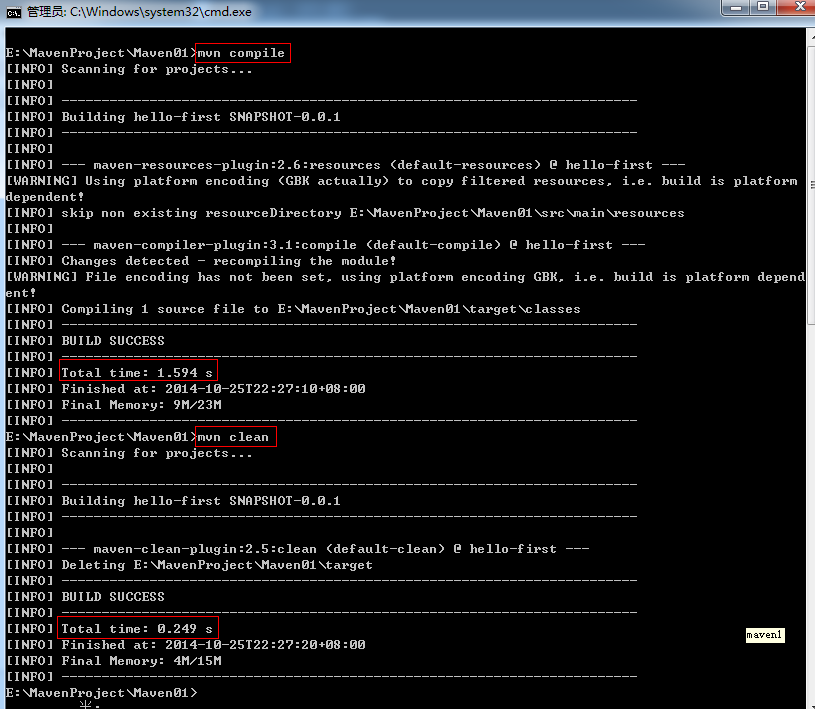 管理员: C:\Windows\system32\cmd.exe
E:\MavenProject\Maven01>mvn compile
[INFO] Scanning for projects...
[INFO]
[INFO] ------------------------------------------------------------------------
[INFO] Building hello-first SNAPSHOT-0.0.1
[INFO] ------------------------------------------------------------------------
[INFO]
[INFO] --- maven-resources-plugin:2.6:resources (default-resources) @ hello-first ---
[WARNING] Using platform encoding (GBK actually) to copy filtered resources, i.e. build is platform
dependent!
[INFO] skip non existing resourceDirectory E:\MavenProject\Maven01\src\main\resources
[INFO]
[INFO] --- maven-compiler-plugin:3.1:compile (default-compile) @ hello-first ---
[INFO] Changes detected - recompiling the module!
[WARNING] File encoding has not been set, using platform encoding GBK, i.e. build is platform depend
ent!
[INFO] Compiling 1 source file to E:\MavenProject\Maven01\target\classes
[INFO] ------------------------------------------------------------------------
[INFO] BUILD SUCCESS
[INFO] ------------------------------------------------------------------------
[INFO] Total time: 1.594 s
[INFO] Finished at: 2014-10-25T22:27:10+08:00
[INFO] Final Memory: 9M/23M
[INFO] ------------------------------------------------------------------------
E:\MavenProject\Maven01>mvn clean
[INFO] Scanning for projects...
[INFO]
[INFO] ------------------------------------------------------------------------
[INFO] Building hello-first SNAPSHOT-0.0.1
[INFO] ------------------------------------------------------------------------
[INFO]
[INFO] --- maven-clean-plugin:2.5:clean (default-clean) @ hello-first ---
[INFO] Deleting E:\MavenProject\Maven01\target
[INFO] ------------------------------------------------------------------------
[INFO] BUILD SUCCESS
[INFO] ------------------------------------------------------------------------
[INFO] Total time: 0.249 s
[INFO] Finished at: 2014-10-25T22:27:20+08:00
[INFO] Final Memory: 4M/15M
[INFO] ------------------------------------------------------------------------
E:\MavenProject\Maven01>
maven1